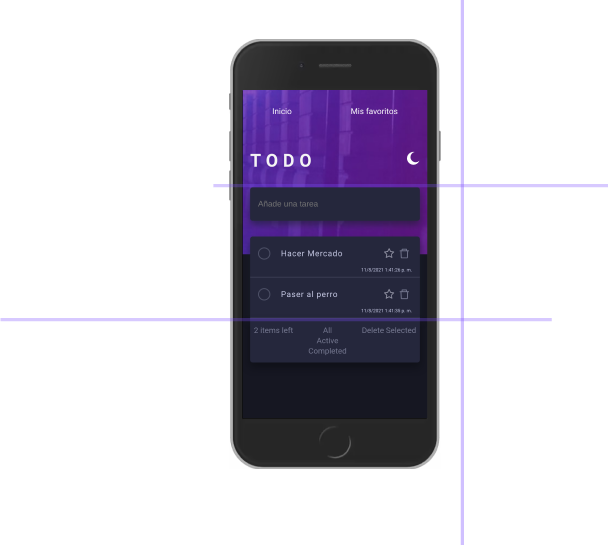 Inicio Mis favoritos
TODO
Añade una tarea
Hacer Mercado
11/8/2021 1:41:26 p. m.
Paser al perro
11/8/2021 1:41:36 p. m.
2 items left All Delete Selected
Active
Completed